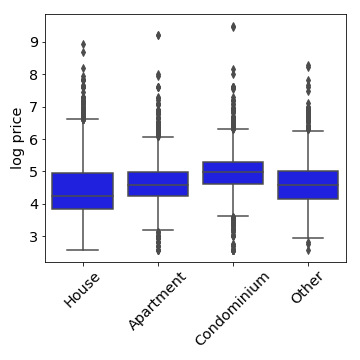 9
8
7
6
5
4
3
log price
House
Apartment
Condominium
Other